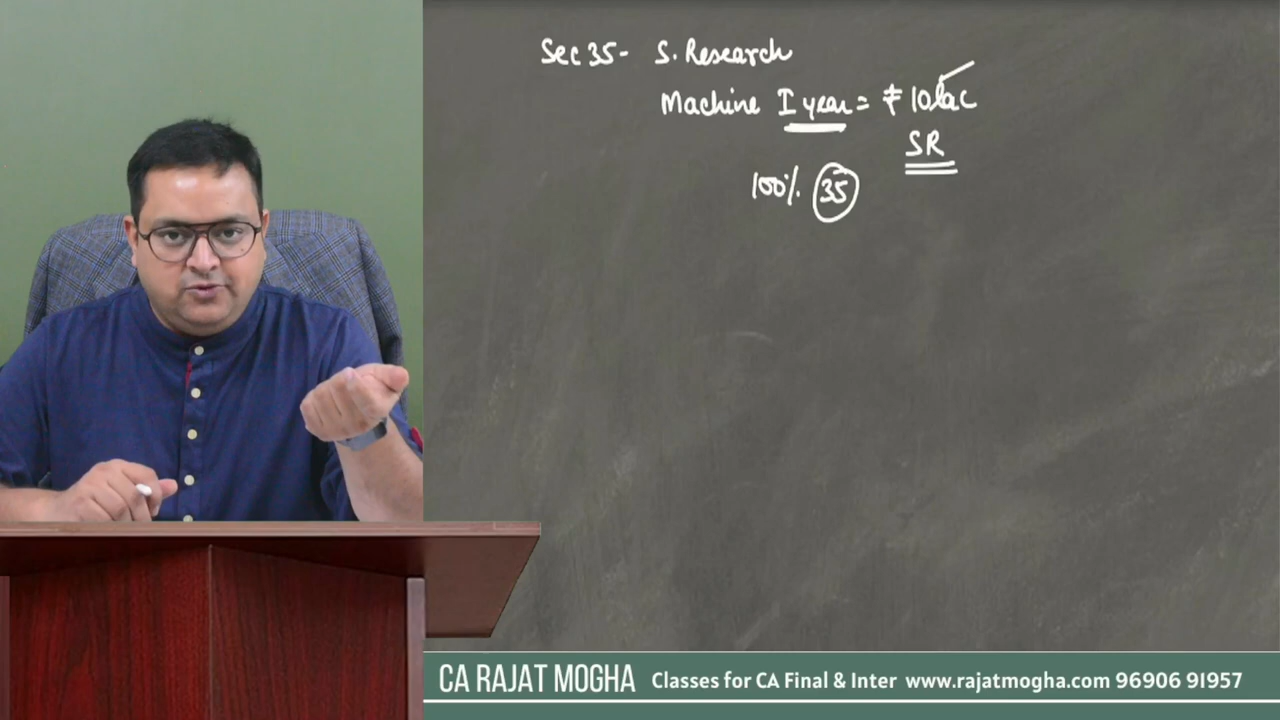 Sec 35- S. Research
Machine I year = ₹ 10 lac
SR
100% 35
CA RAJAT MOGHA Classes for CA Final & Inter www.rajatmogha.com 96906 91957